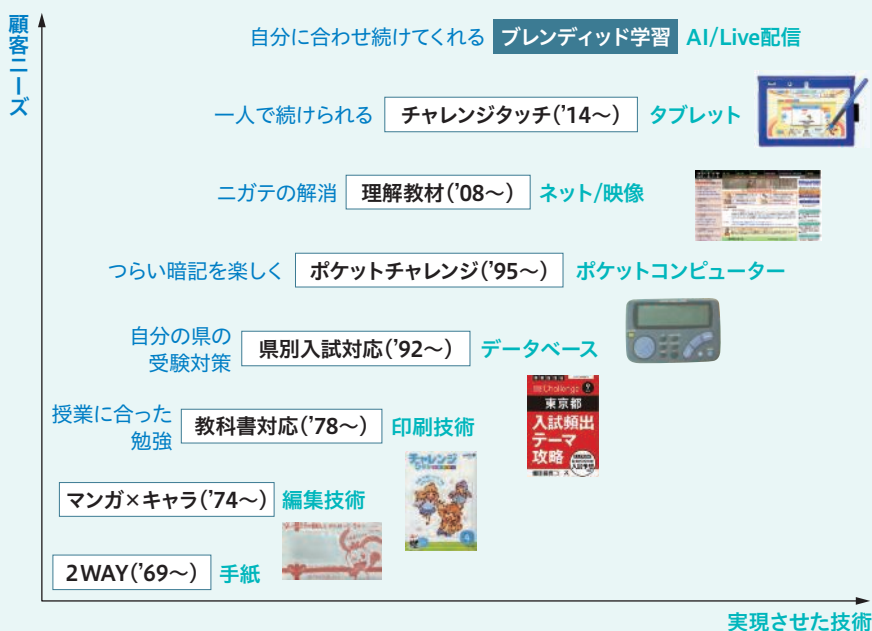 顧客ニーズ
自分に合わせ続けてくれる ブレンディッド学習 AI/Live配信
一人で続けられる チャレンジタッチ(’14〜) タブレット
ニガテの解消 理解教材(’08〜) ネット/映像
つらい暗記を楽しく ポケットチャレンジ(’95〜) ポケットコンピューター
自分の県の
受験対策 県別入試対応(’92〜) データベース
Challenge
東京都
入試頻出
テーマ
攻略
授業に合った
勉強 教科書対応(’78〜) 印刷技術
チャレンジ
4
マンガ×キャラ(’74〜) 編集技術
2WAY(’69〜) 手紙
実現させた技術